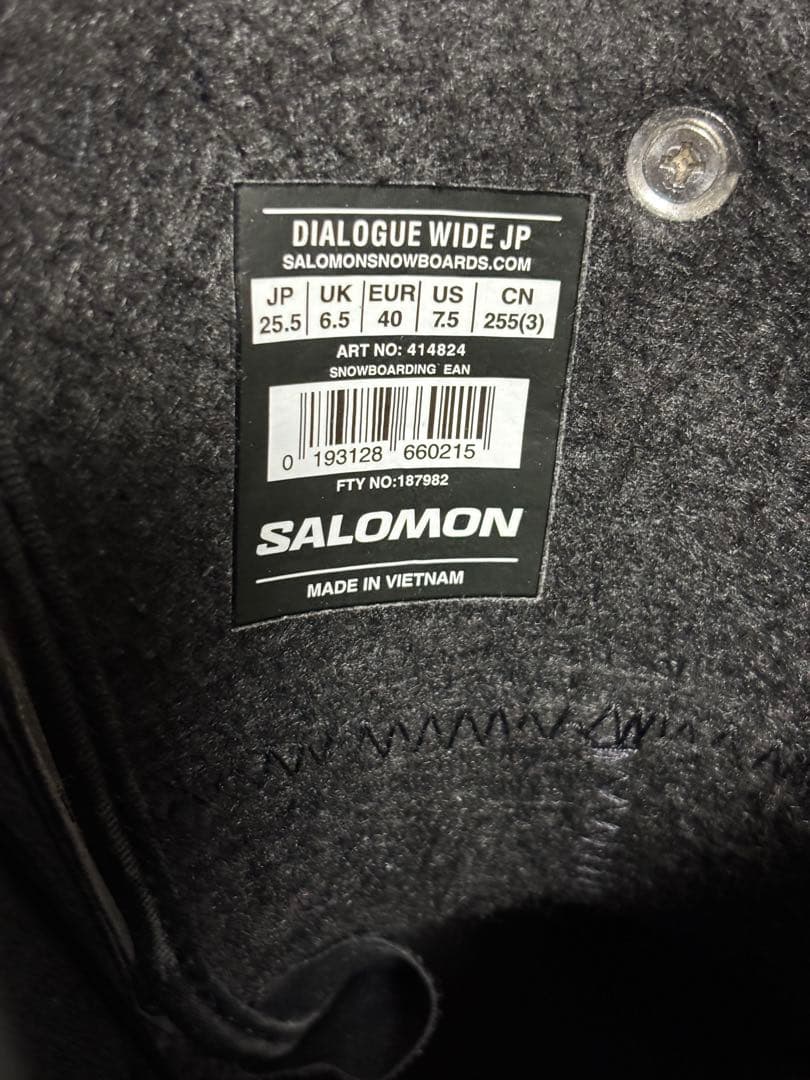 DIALOGUE WIDE JP
SALOMONSNOWBOARDS.COM
JP UK EUR US CN
25.5 6.5 40 7.5 255(3)
ART NO: 414824
SNOWBOARDING EAN
0 193128 660215
FTY NO:187982
SALOMON
MADE IN VIETNAM